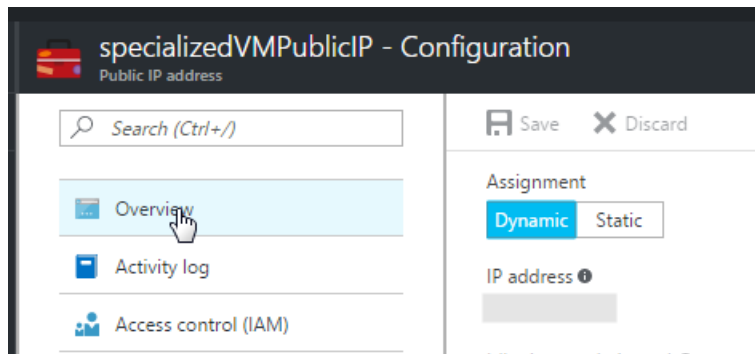 specializedVMPublicIP - Configuration
Public IP address
Search (Ctrl+/)
Overview
Activity log
Access control (IAM)
Save
Discard
Assignment
Dynamic
Static
IP address